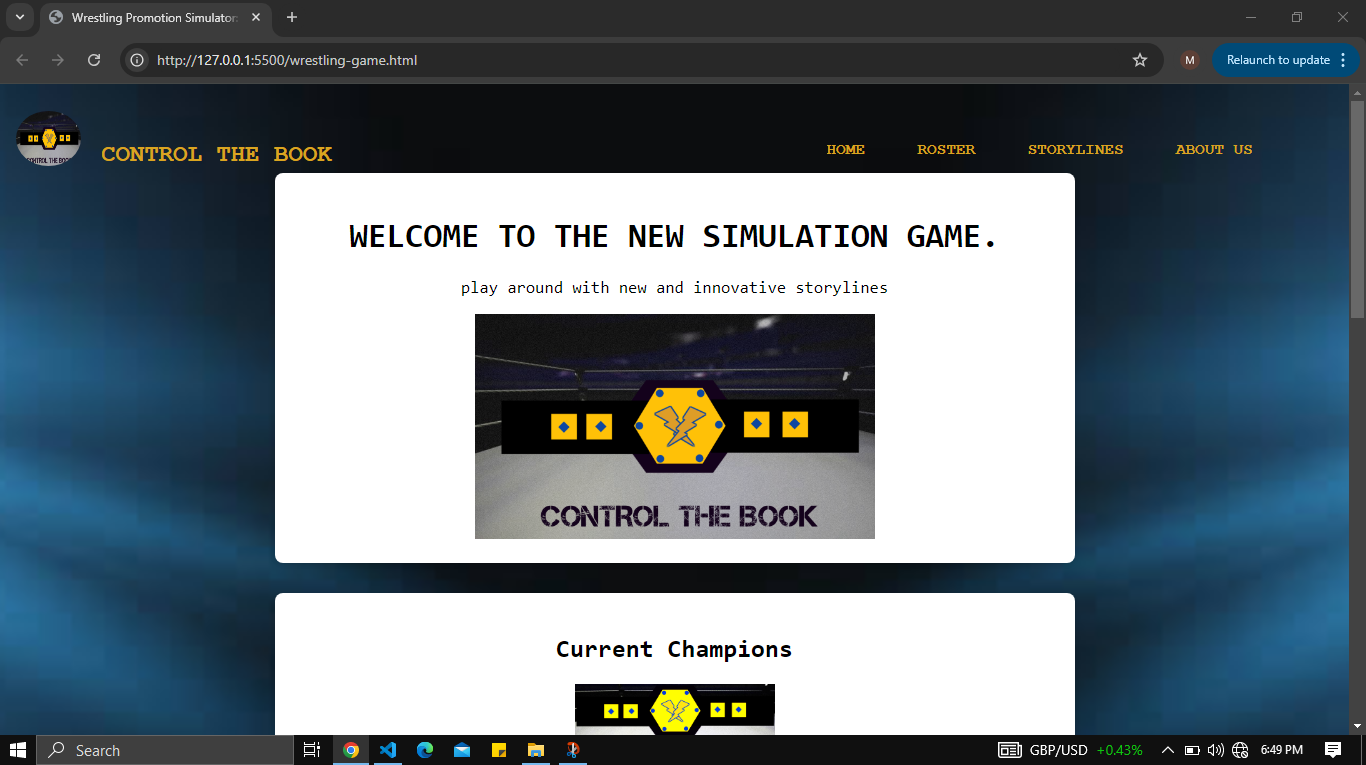 Wrestling Promotion Simulator
http://127.0.0.1:5500/wrestling-game.html
M
Relaunch to update
CONTROL THE BOOK
CONTROL THE BOOK
HOME
ROSTER
STORYLINES
ABOUT US
WELCOME TO THE NEW SIMULATION GAME.
play around with new and innovative storylines
CONTROL THE BOOK
Current Champions
Search
GBP/USD +0.43%
6:49 PM